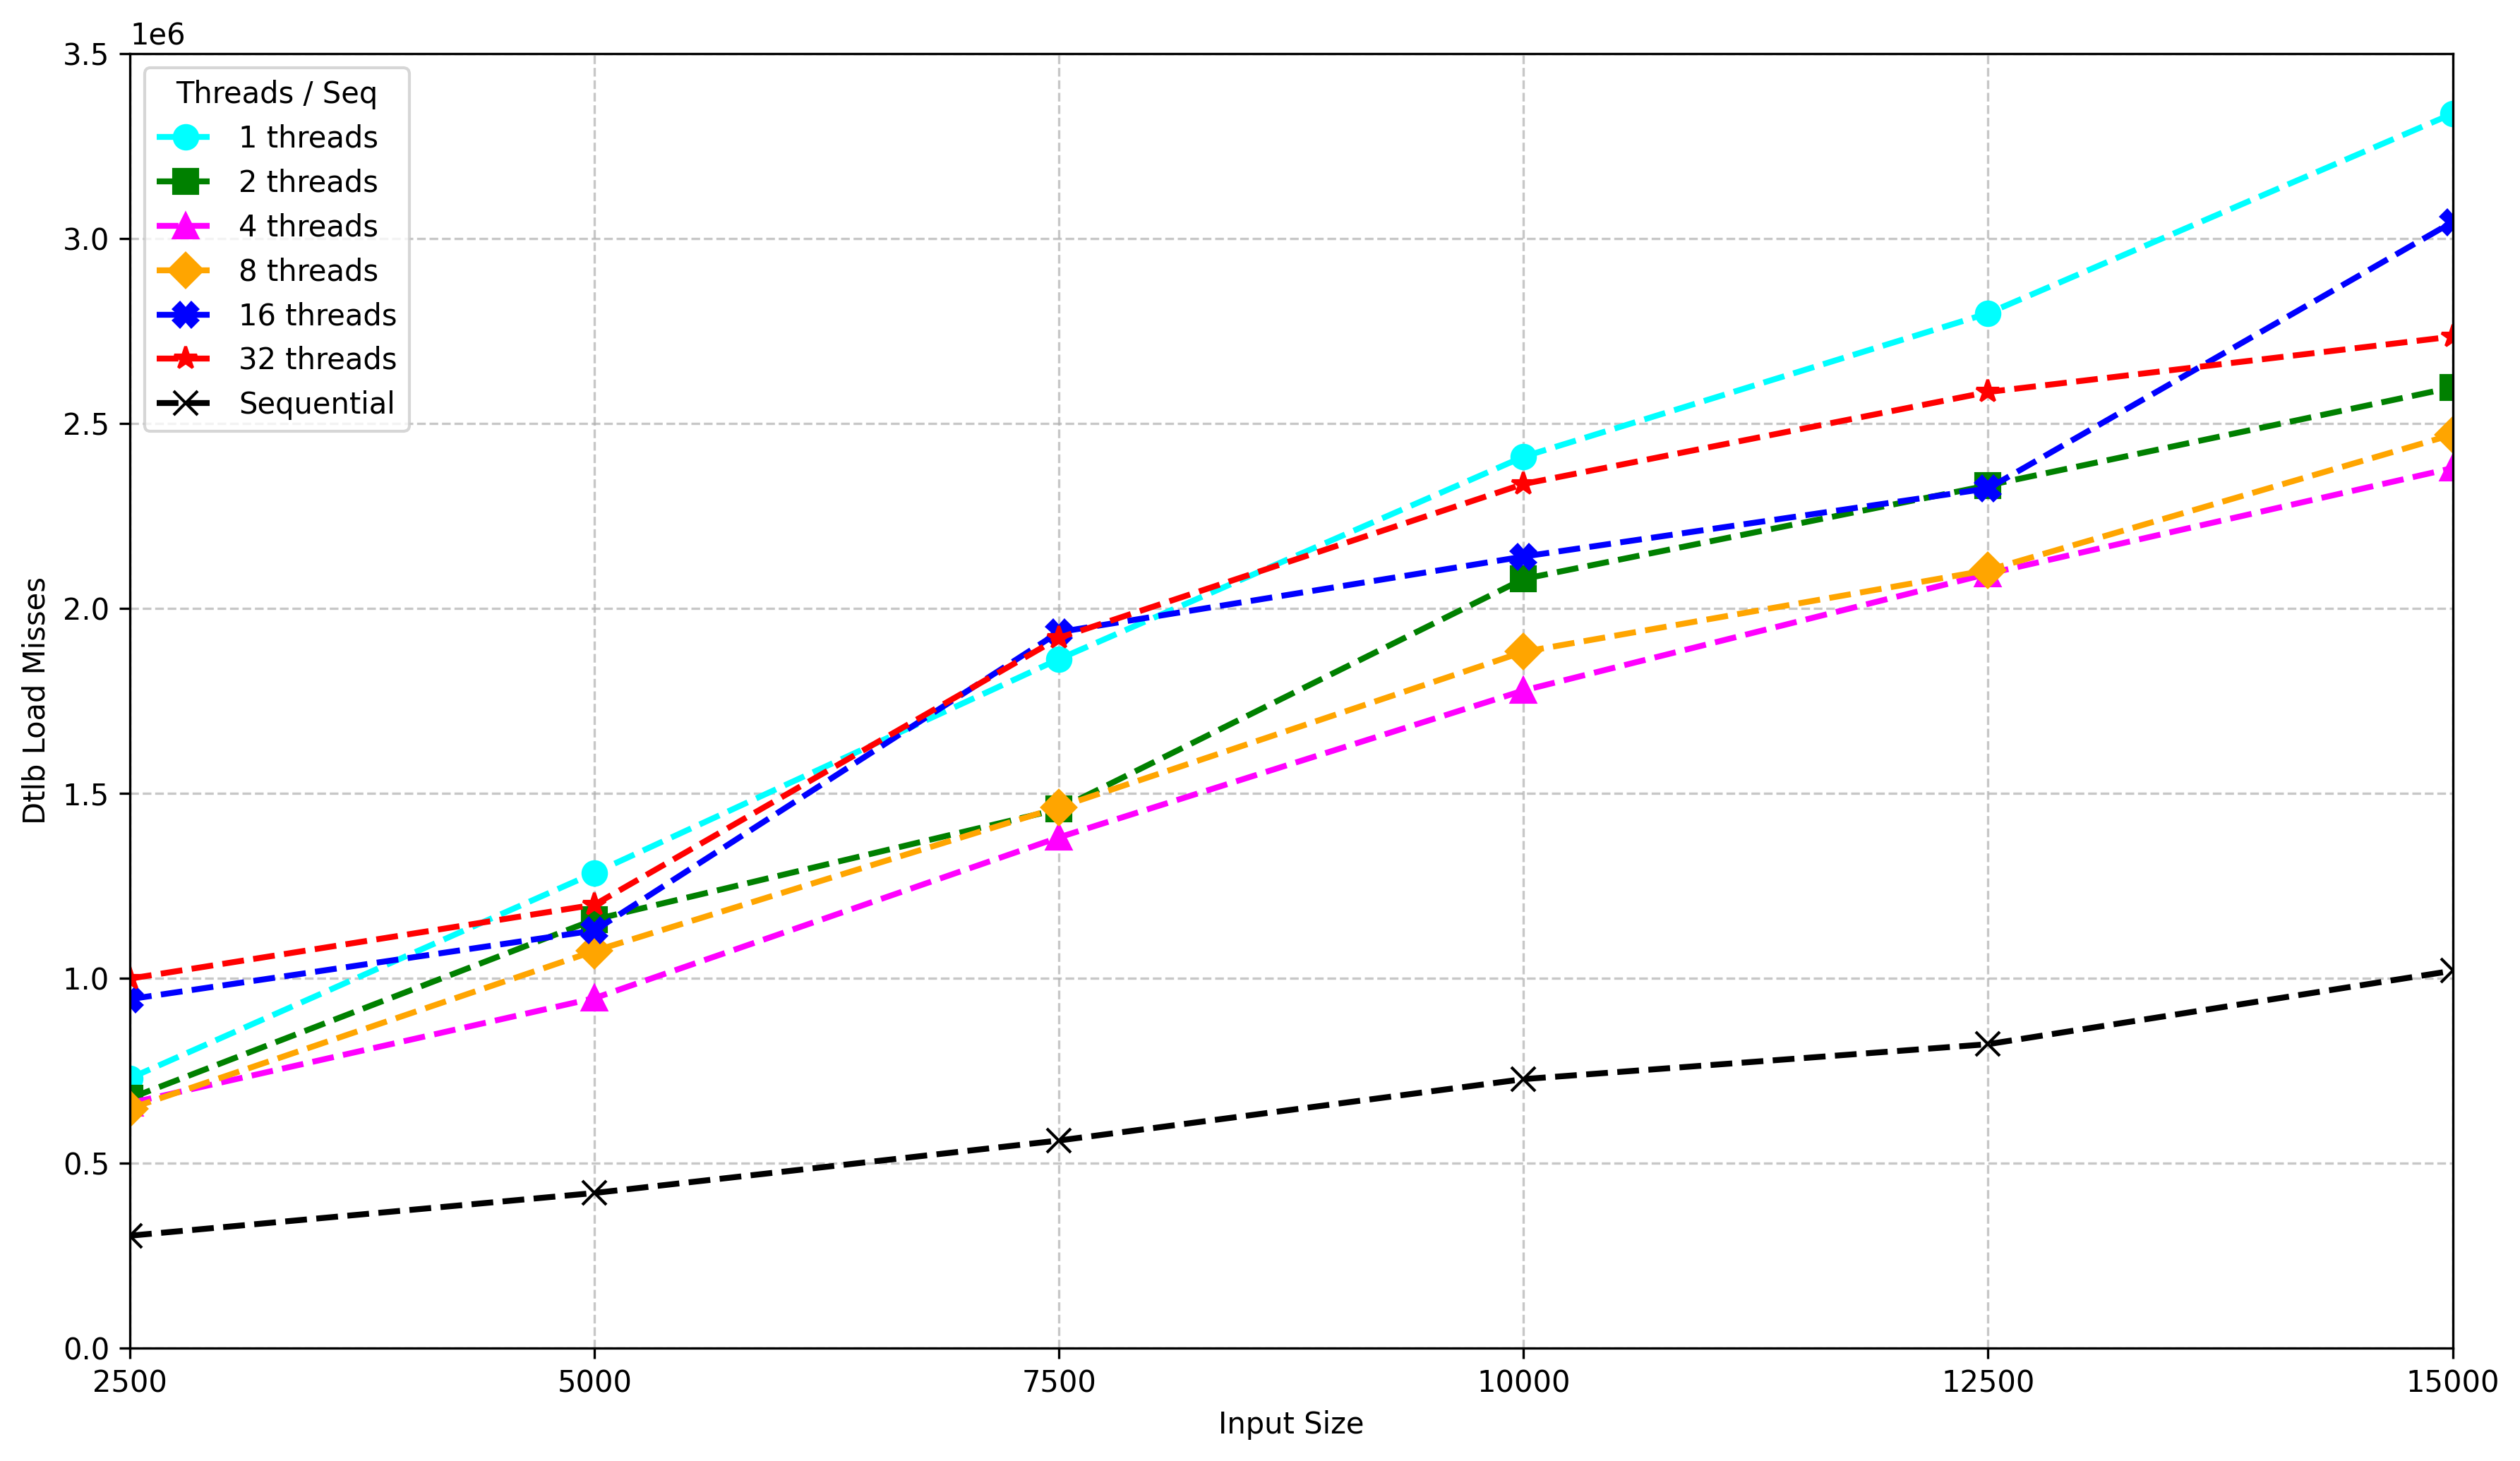 1e6
3.5
3.0
2.5
2.0
1.5
1.0
0.5
0.0
Dtlb Load Misses
Threads / Seq
1 threads
2 threads
4 threads
8 threads
16 threads
32 threads
Sequential
2500 5000 7500 10000 12500 15000
Input Size